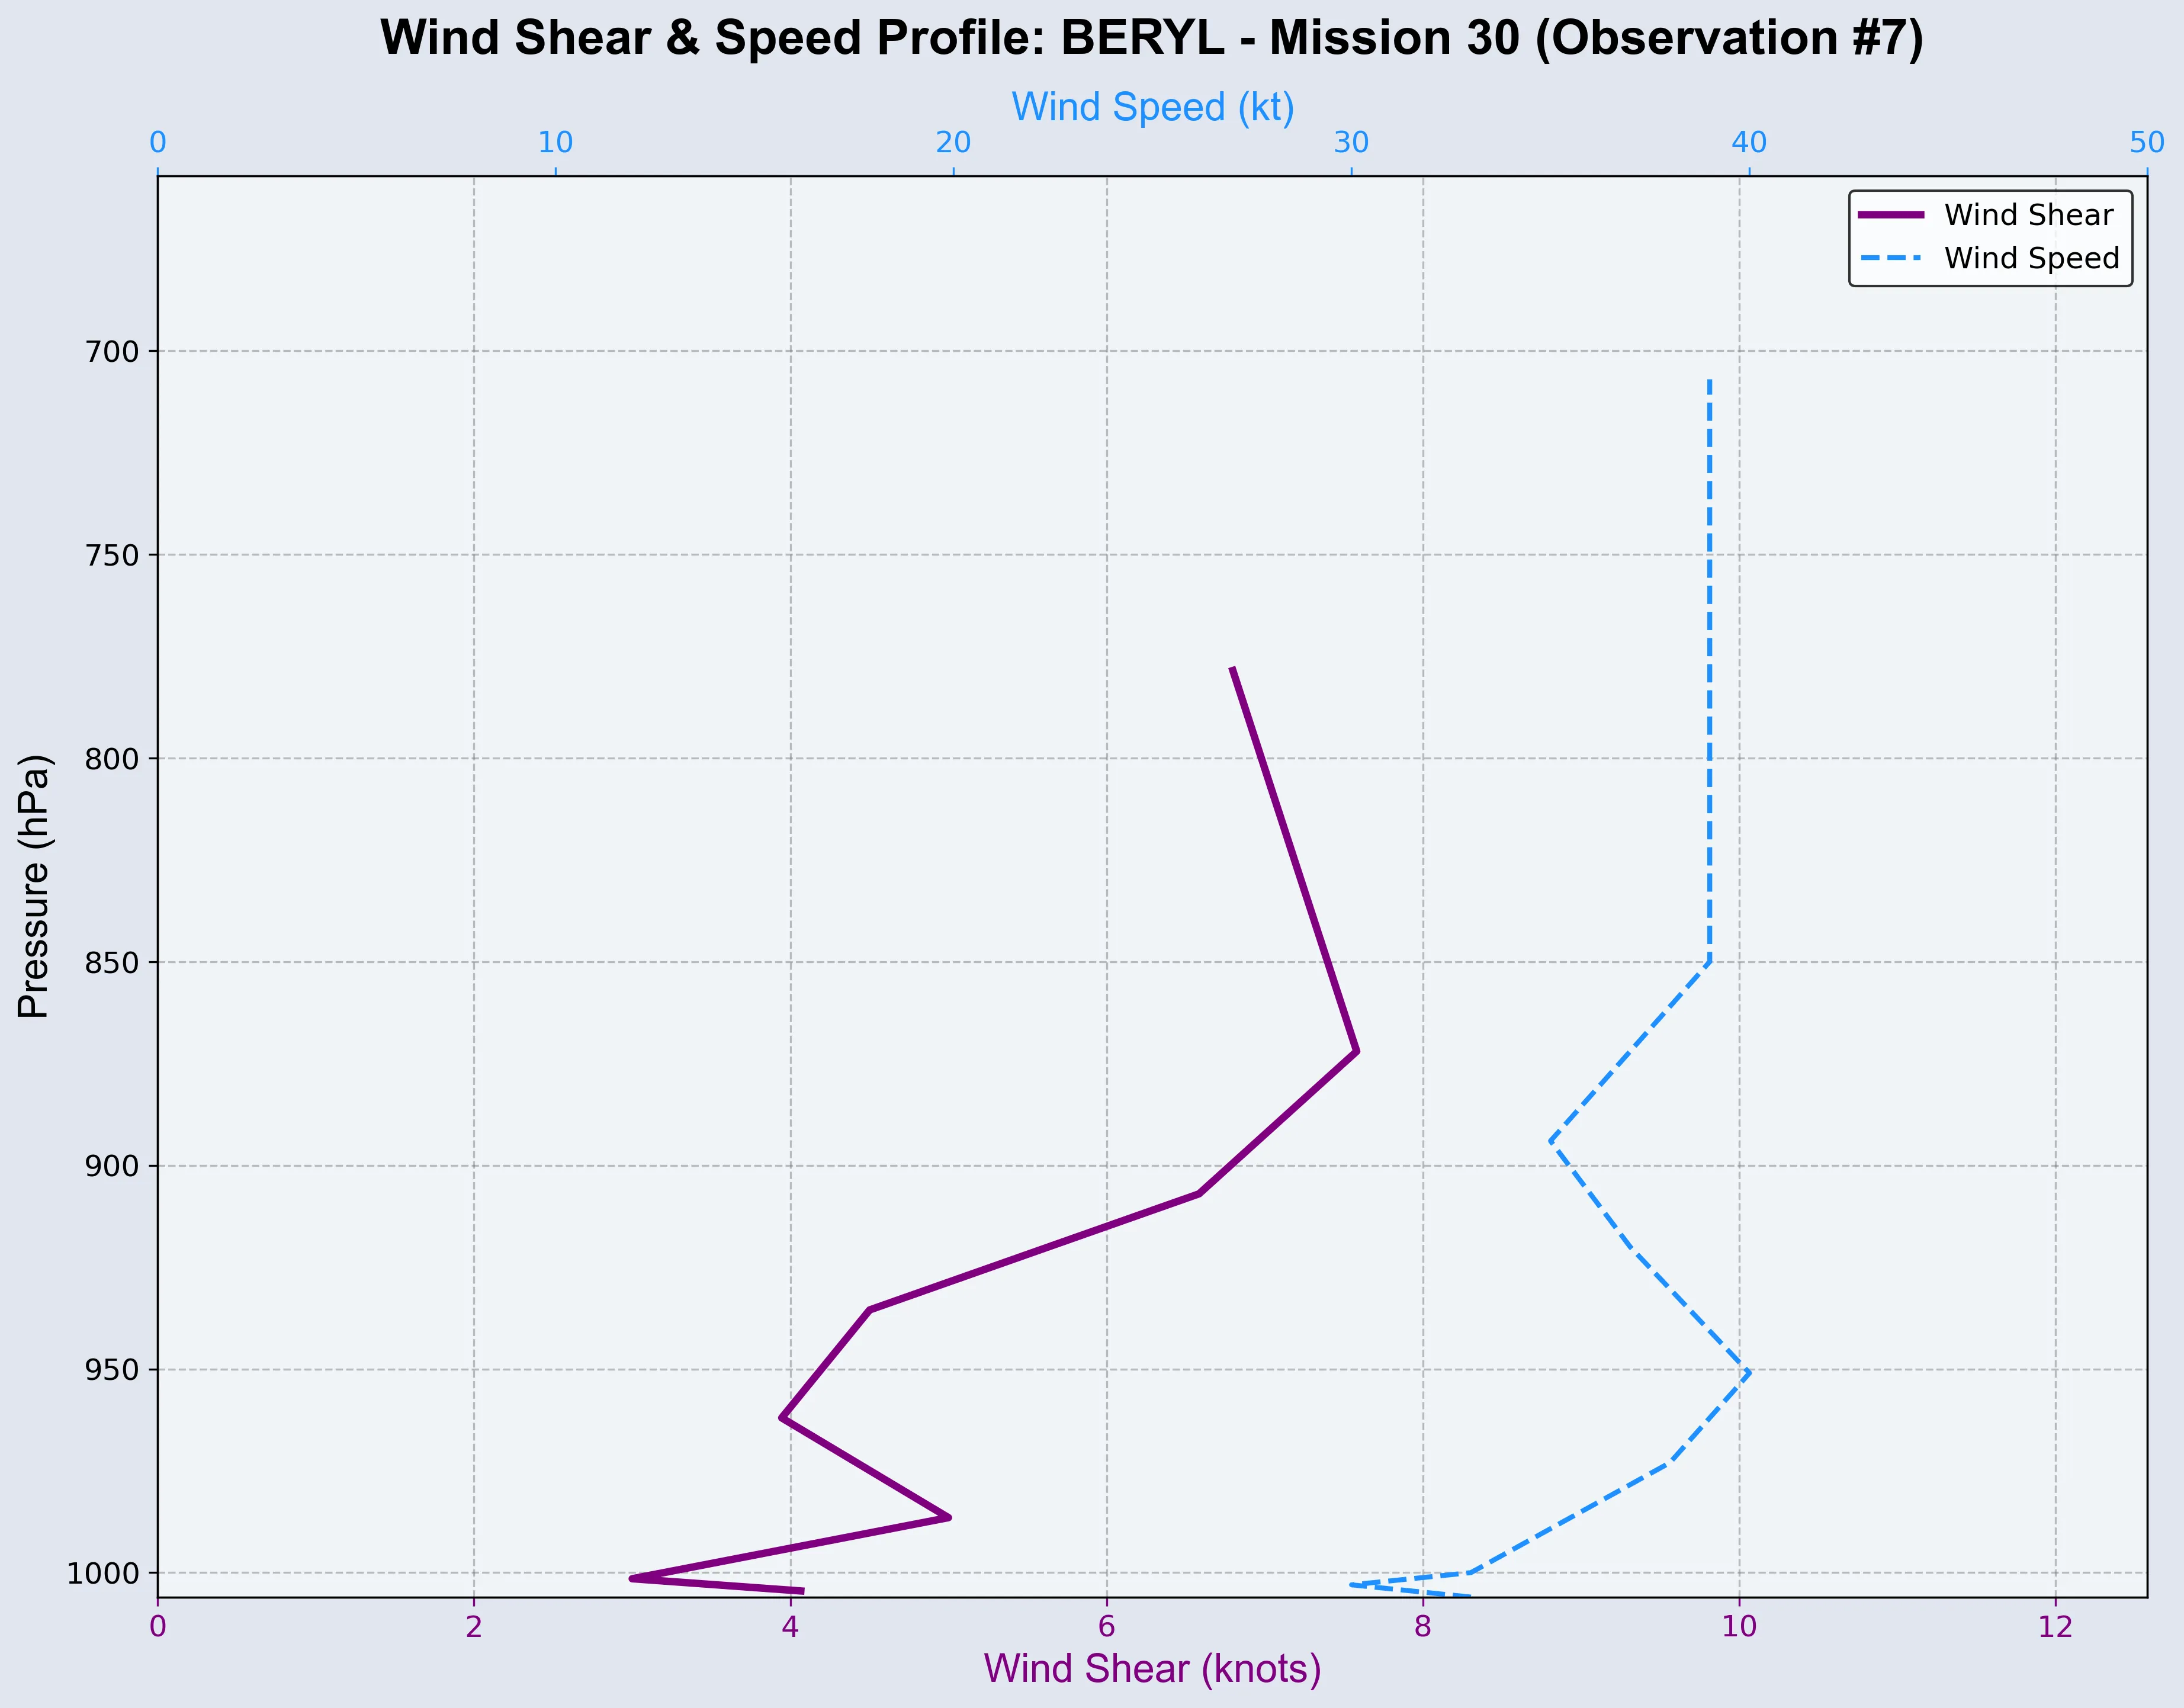 Wind Shear & Speed Profile: BERYL - Mission 30 (Observation #7)
Wind Speed (kt)
0 10 20 30 40 50
Wind Shear
Wind Speed
700
750
800
850
900
950
1000
Pressure (hPa)
0 2 4 6 8 10 12
Wind Shear (knots)